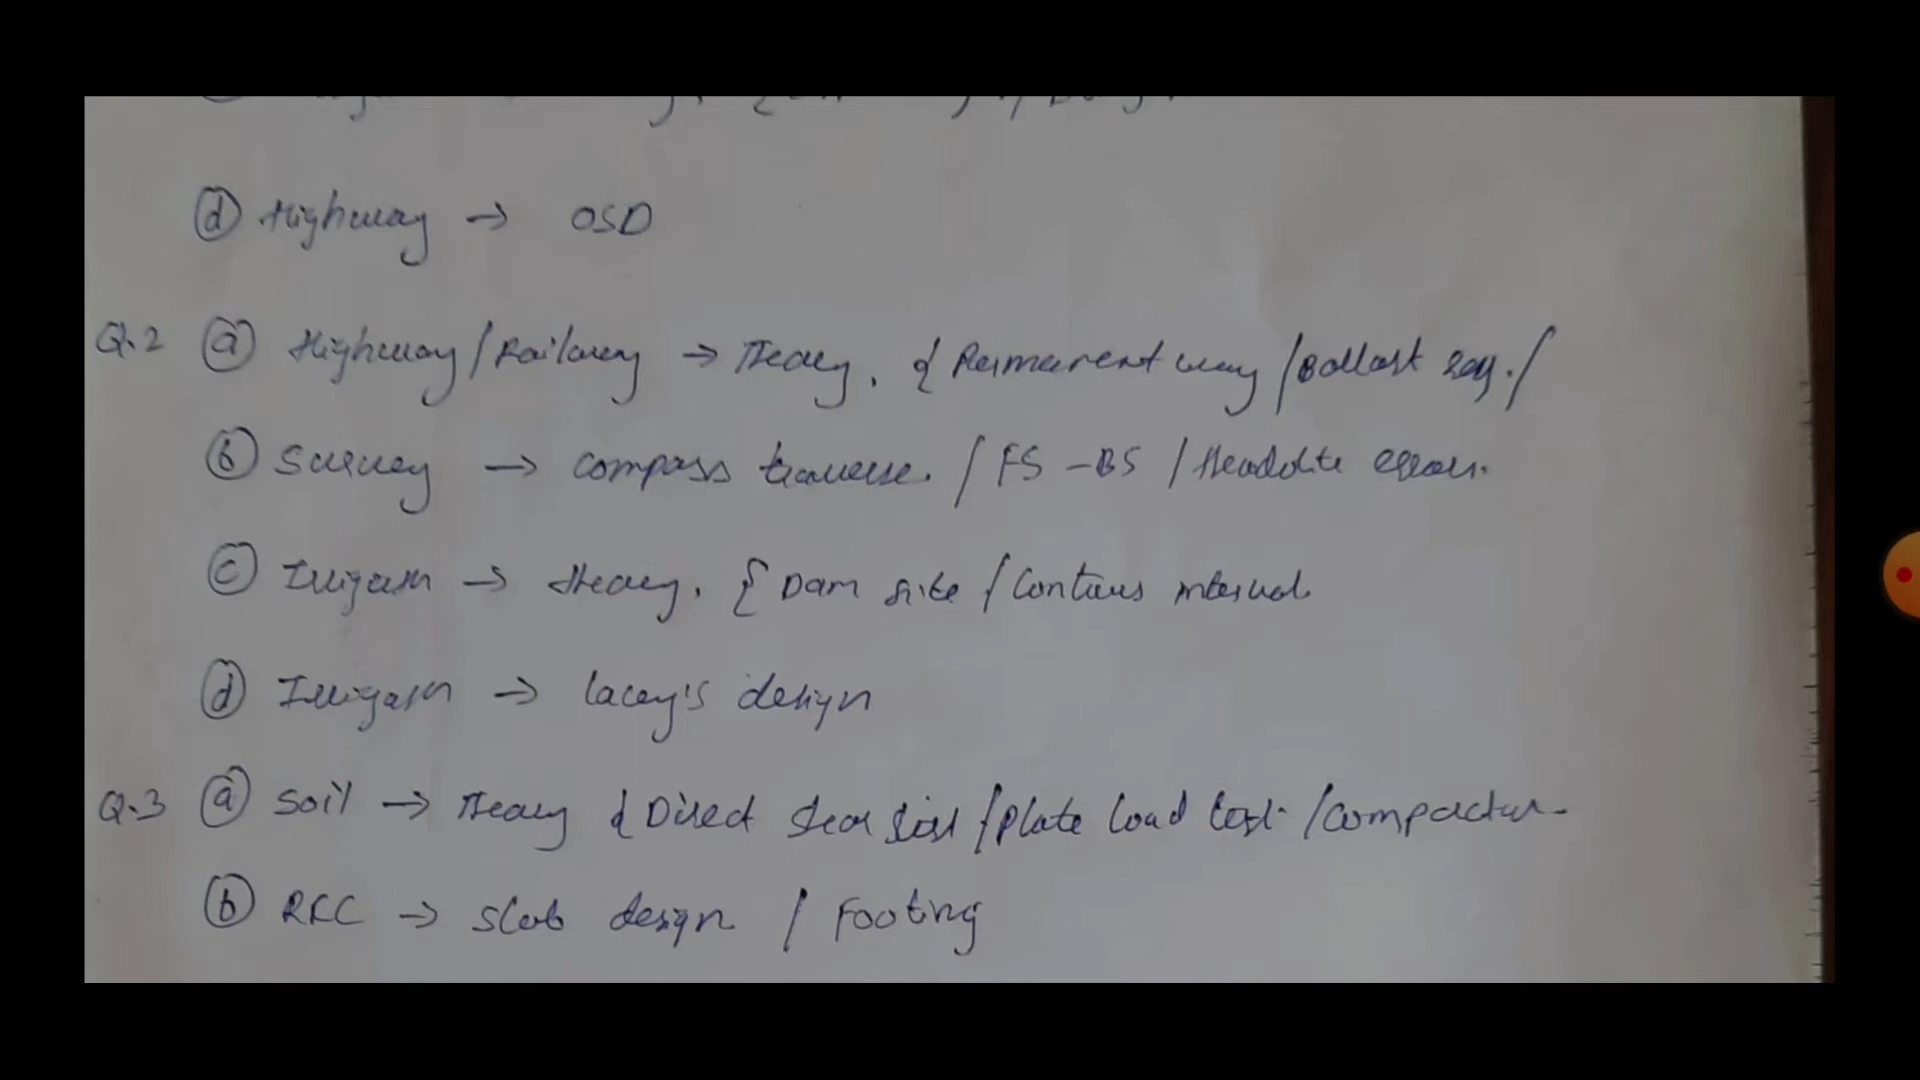 (d) Highway → OSD
Q.2 (a) Highway / Railway → Theory. { Permanent way / Ballast req. /
(b) Survey → compass traverse. / FS - BS / theodolite errors.
(c) Irrigation → theory. { Dam site / Contour interval
(d) Irrigation → Lacey's design
Q.3 (a) Soil → Theory { Direct shear test / Plate load test / compaction
(b) RCC → slab design / Footing